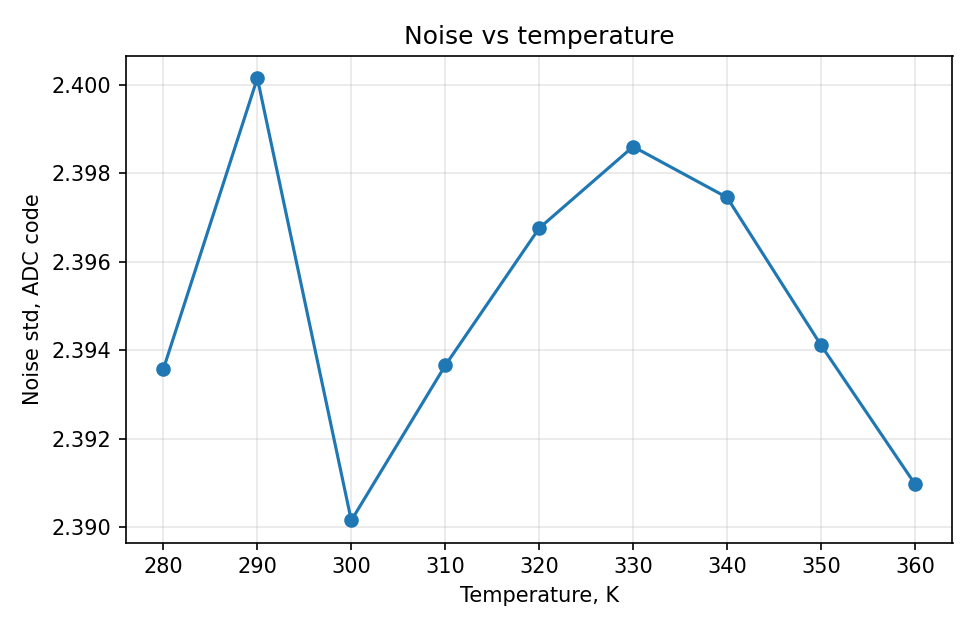 Noise vs temperature
Noise std, ADC code
2.400
2.398
2.396
2.394
2.392
2.390
280 290 300 310 320 330 340 350 360
Temperature, K